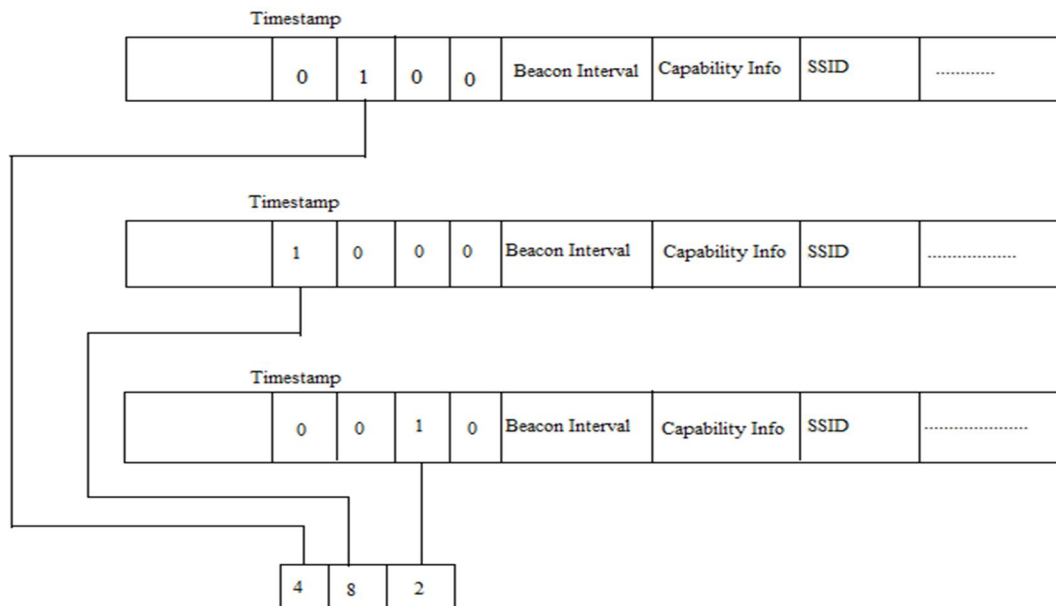 Timestamp
0 1 0 0 Beacon Interval Capability Info SSID ............
Timestamp
1 0 0 0 Beacon Interval Capability Info SSID ..................
Timestamp
0 0 1 0 Beacon Interval Capability Info SSID .....................
4 8 2